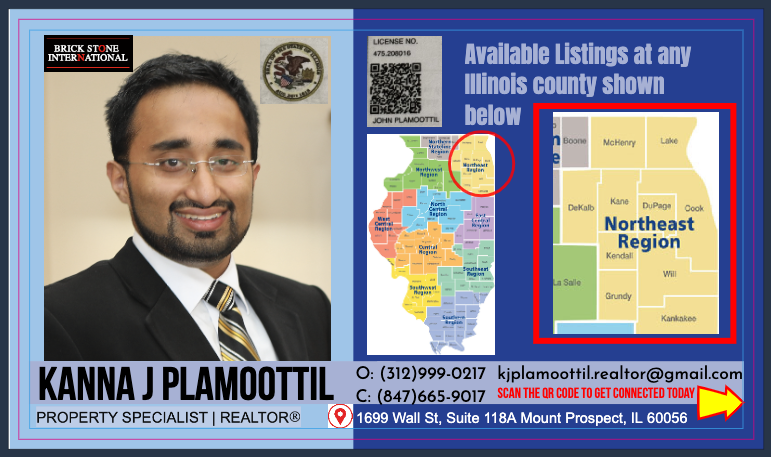 BRICK STONE
INTERNATIONAL
LICENSE NO.
475.208016
JOHN PLAMOOTTIL
Available Listings at any
Illinois county shown
below
Northwest
Region
Northeast
Region
North
Central
Region
West
Central
Region
East
Central
Region
Central
Region
Southwest
Region
Southeast
Region
Southern
Region
Boone
McHenry
Lake
DeKalb
Kane
DuPage
Cook
Northeast
Region
Kendall
La Salle
Will
Grundy
Kankakee
KANNA J PLAMOOTTIL
PROPERTY SPECIALIST | REALTOR®
O: (312)999-0217 kjplamoottil.realtor@gmail.com
C: (847)665-9017 SCAN THE QR CODE TO GET CONNECTED TODAY
1699 Wall St, Suite 118A Mount Prospect, IL 60056